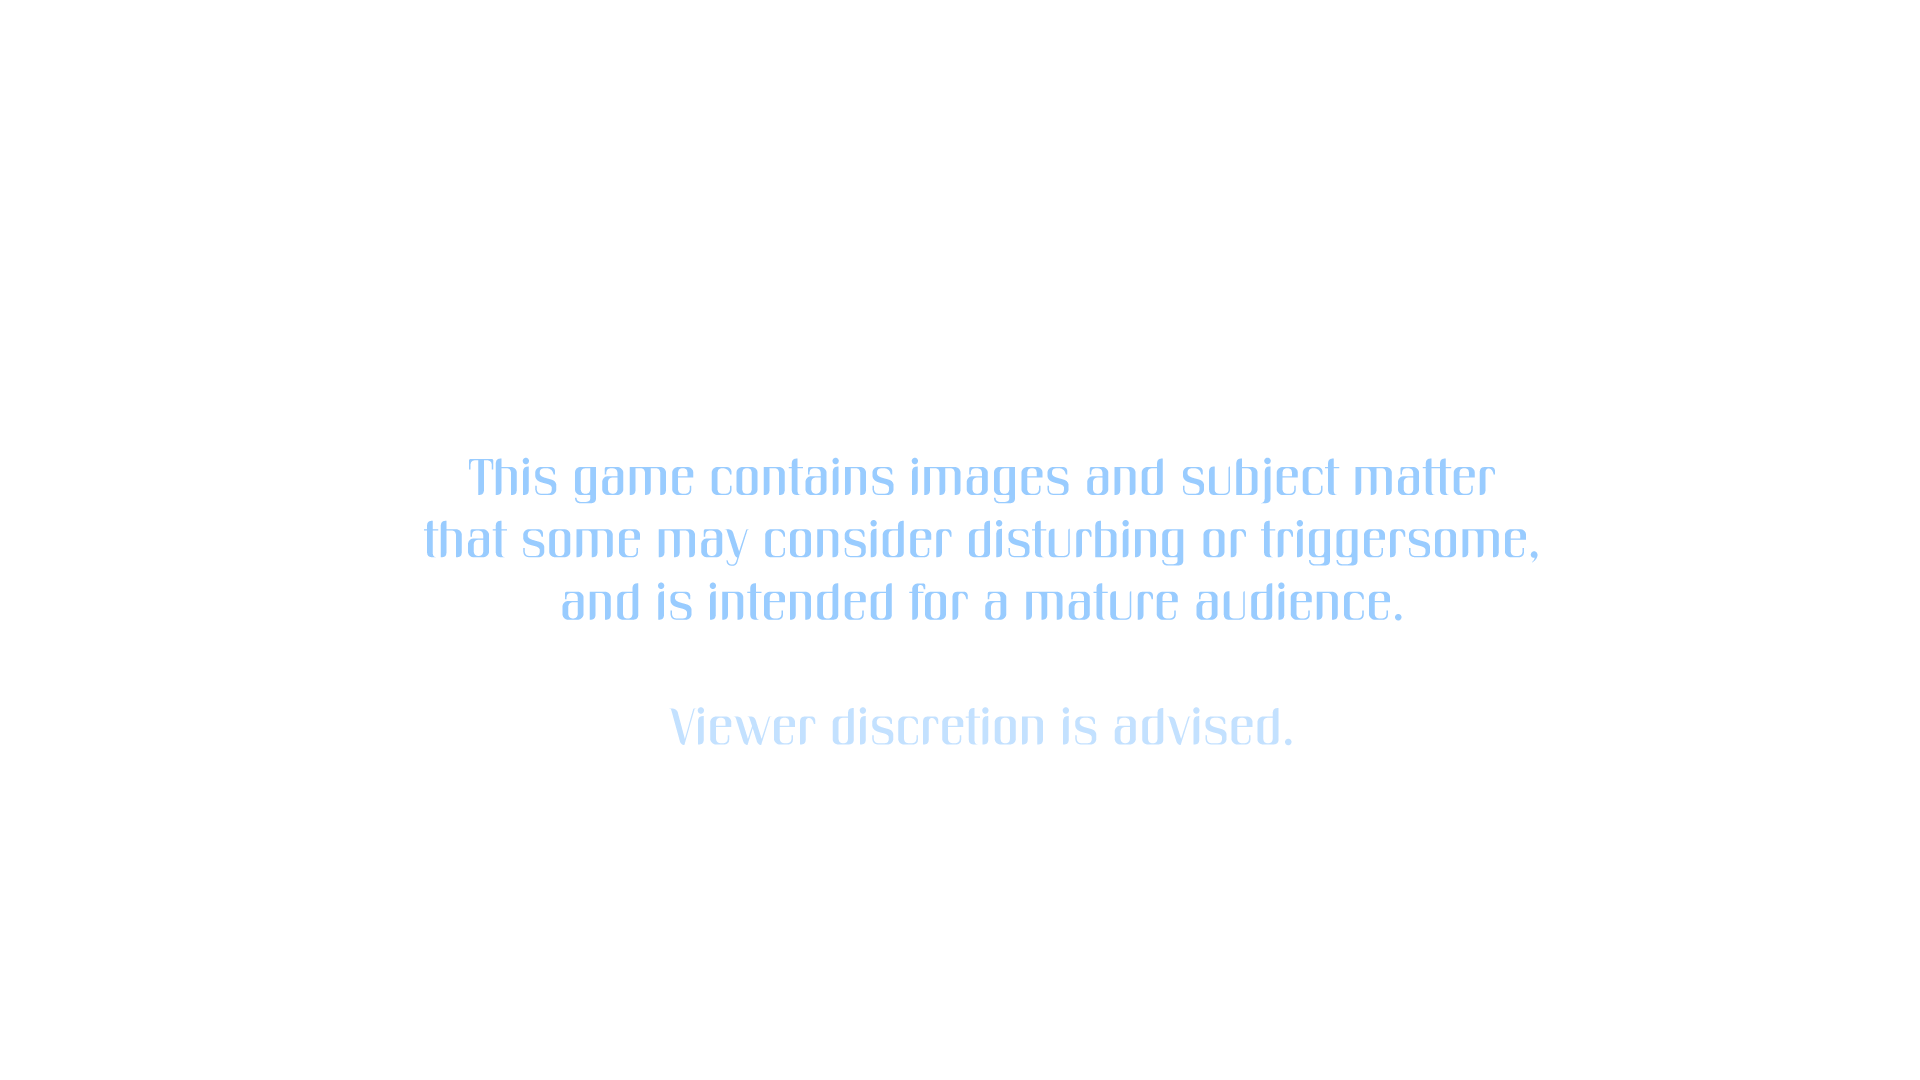 This game contains images and subject matter
that some may consider disturbing or triggersome,
and is intended for a mature audience.
Viewer discretion is advised.